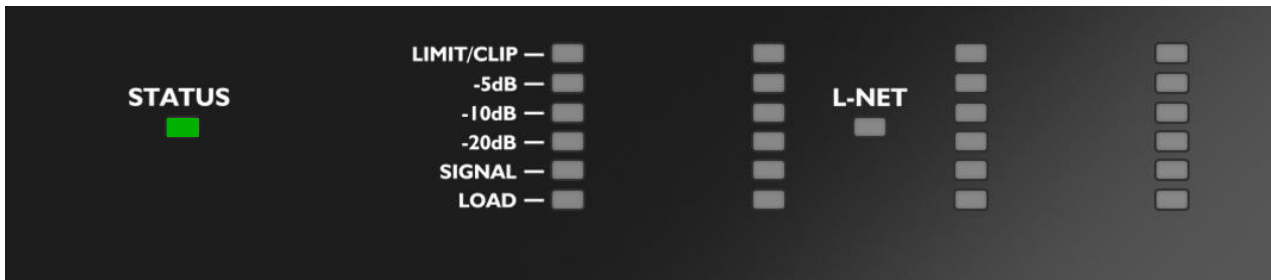 STATUS
LIMIT/CLIP —
-5dB —
-10dB —
-20dB —
SIGNAL —
LOAD —
L-NET